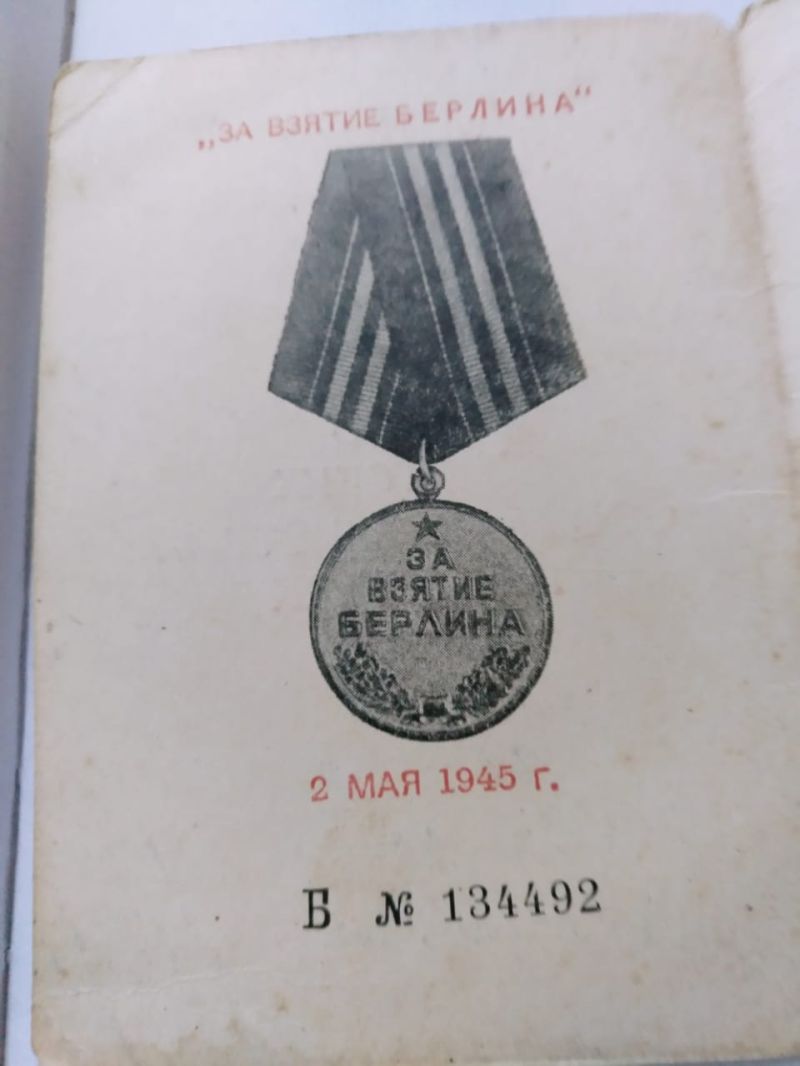 „ЗА ВЗЯТИЕ БЕРЛИНА“
ЗА
ВЗЯТИЕ
БЕРЛИНА
2 МАЯ 1945 г.
Б № 134492